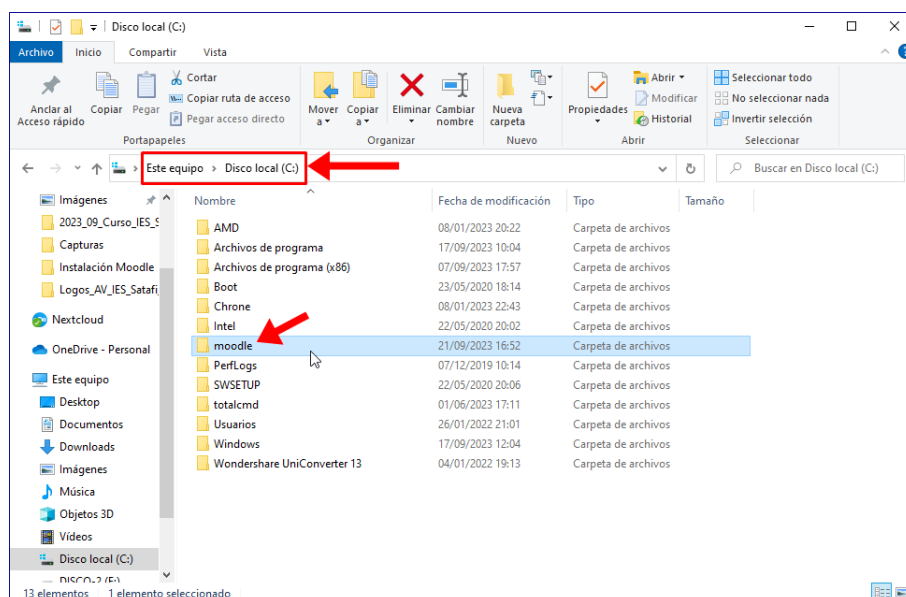 Disco local (C:)
Archivo Inicio Compartir Vista
Anclar al Acceso rápido
Copiar
Pegar
Cortar
Copiar ruta de acceso
Pegar acceso directo
Mover a
Copiar a
Eliminar
Cambiar nombre
Nueva carpeta
Propiedades
Abrir
Modificar
Historial
Seleccionar todo
No seleccionar nada
Invertir selección
Portapapeles Organizar Nuevo Abrir Seleccionar
Este equipo > Disco local (C:) Buscar en Disco local (C:)
Imágenes
2023_09_Curso_IES_S
Capturas
Instalación Moodle
Logos_AV_IES_Satafi
Nextcloud
OneDrive - Personal
Este equipo
Desktop
Documentos
Downloads
Imágenes
Música
Objetos 3D
Vídeos
Disco local (C:)
DISCO-2 (E:)
Nombre Fecha de modificación Tipo Tamaño
AMD 08/01/2023 20:22 Carpeta de archivos
Archivos de programa 17/09/2023 10:04 Carpeta de archivos
Archivos de programa (x86) 07/09/2023 17:57 Carpeta de archivos
Boot 23/05/2020 18:14 Carpeta de archivos
Chrone 08/01/2023 22:43 Carpeta de archivos
Intel 22/05/2020 20:02 Carpeta de archivos
moodle 21/09/2023 16:52 Carpeta de archivos
PerfLogs 07/12/2019 10:14 Carpeta de archivos
SWSETUP 22/05/2020 20:06 Carpeta de archivos
totalcmd 01/06/2023 17:11 Carpeta de archivos
Usuarios 26/01/2022 21:01 Carpeta de archivos
Windows 17/09/2023 12:04 Carpeta de archivos
Wondershare UniConverter 13 04/01/2022 19:13 Carpeta de archivos
13 elementos 1 elemento seleccionado